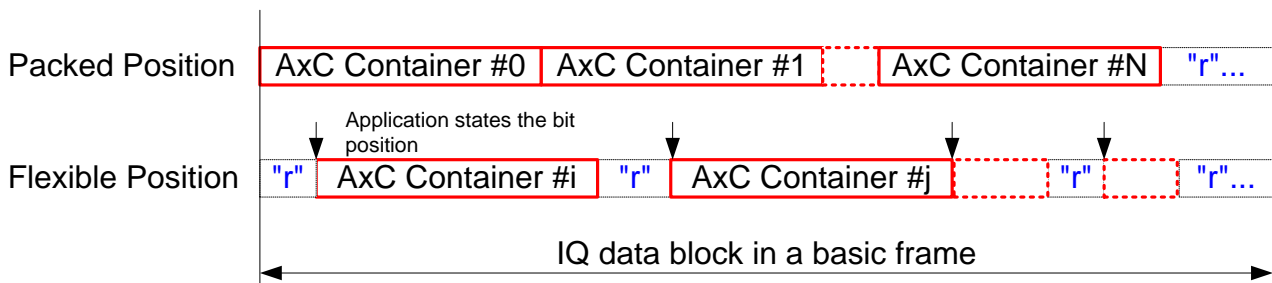 Packed Position
AxC Container #0
AxC Container #1
AxC Container #N
"r"...
Application states the bit
position
Flexible Position
"r"
AxC Container #i
"r"
AxC Container #j
"r"
"r"...
IQ data block in a basic frame